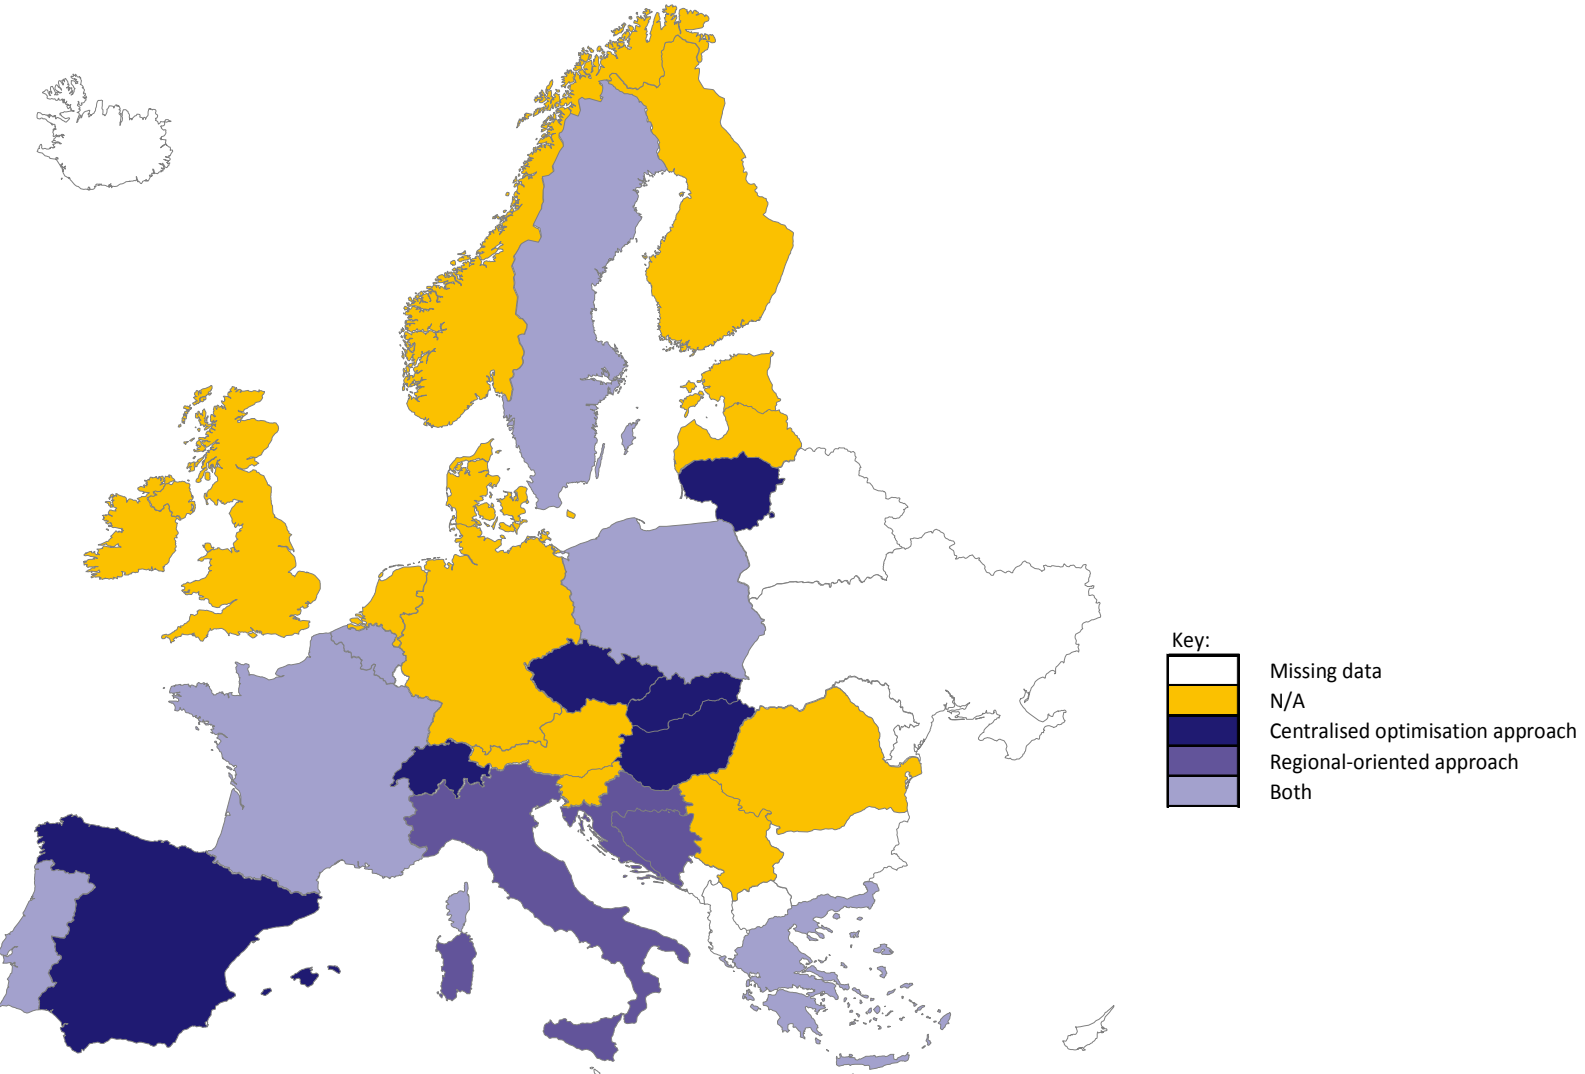 Key:
Missing data
N/A
Centralised optimisation approach
Regional-oriented approach
Both